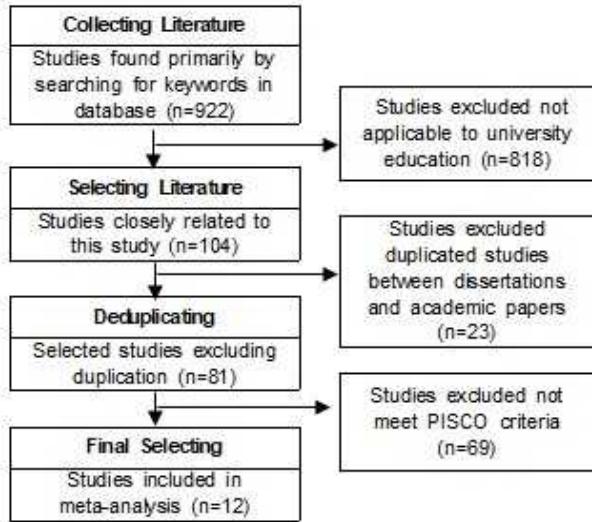 Collecting Literature
Studies found primarily by
searching for keywords in
database (n=922)
Studies excluded not
applicable to university
education (n=818)
Selecting Literature
Studies closely related to
this study (n=104)
Studies excluded
duplicated studies
between dissertations
and academic papers
(n=23)
Deduplicating
Selected studies excluding
duplication (n=81)
Studies excluded not
meet PISCO criteria
(n=69)
Final Selecting
Studies included in
meta-analysis (n=12)